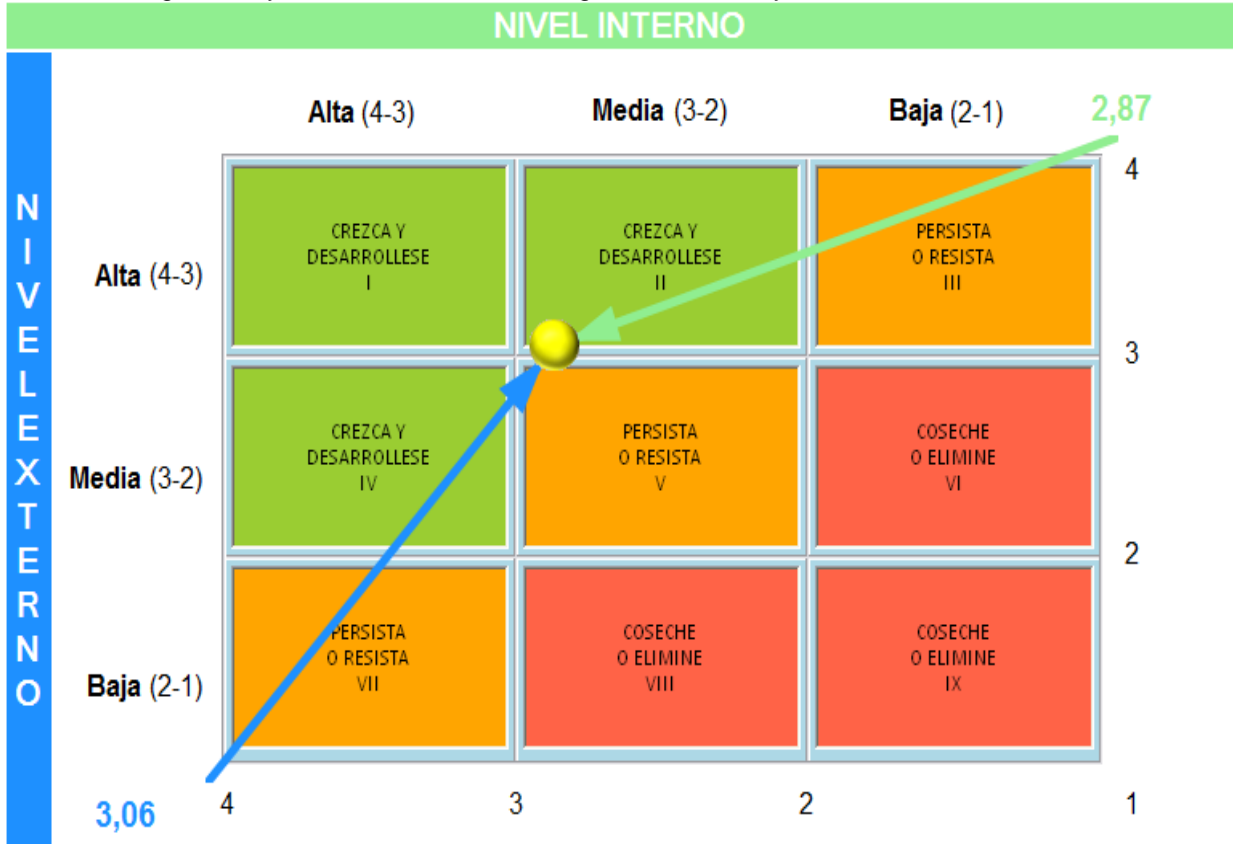 NIVEL INTERNO
Alta (4-3)
Media (3-2)
Baja (2-1)
2,87
NIVEL EXTERNO
Alta (4-3)
Media (3-2)
Baja (2-1)
CREZCA Y
DESARROLLESE
I
CREZCA Y
DESARROLLESE
II
PERSISTA
O RESISTA
III
CREZCA Y
DESARROLLESE
IV
PERSISTA
O RESISTA
V
COSECHE
O ELIMINE
VI
PERSISTA
O RESISTA
VII
COSECHE
O ELIMINE
VIII
COSECHE
O ELIMINE
IX
4
3
2
3,06
4
3
2
1